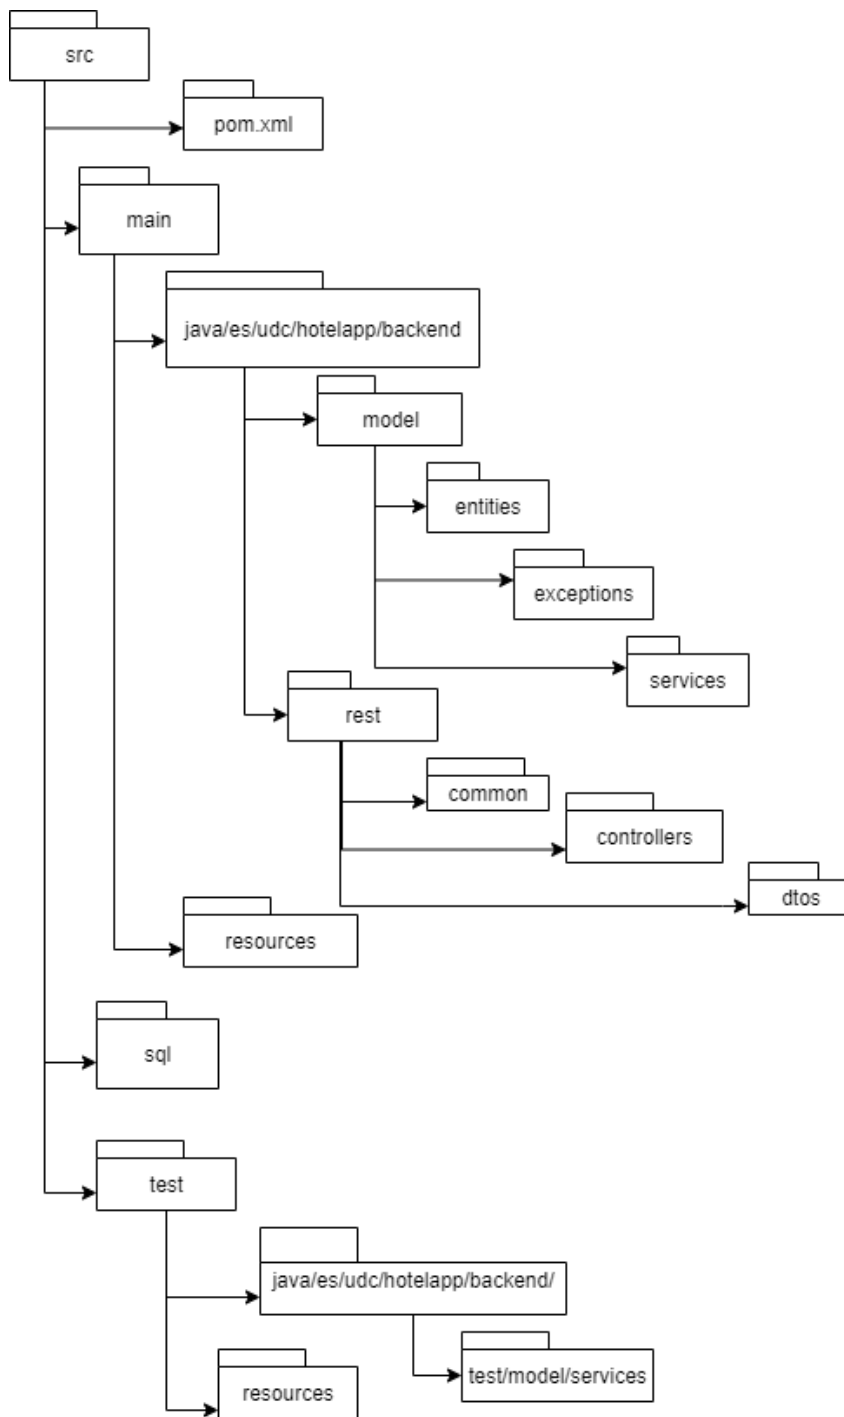 src
pom.xml
main
java/es/udc/hotelapp/backend
model
entities
exceptions
services
rest
common
controllers
dtos
resources
sql
test
java/es/udc/hotelapp/backend/
test/model/services
resources